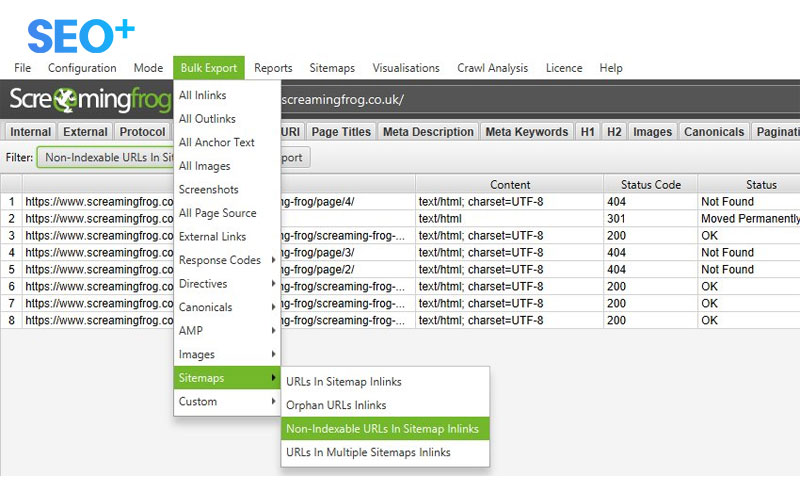 SEO+
File Configuration Mode Bulk Export Reports Sitemaps Visualisations Crawl Analysis Licence Help
Screamingfrog screamingfrog.co.uk/
Internal External Protocol URI Page Titles Meta Description Meta Keywords H1 H2 Images Canonicals Paginati
Filter: Non-Indexable URLs In Sit port
Content Status Code Status
1 https://www.screamingfrog.co ng-frog/page/4/ text/html; charset=UTF-8 404 Not Found
2 https://www.screamingfrog.co text/html 301 Moved Permanently
3 https://www.screamingfrog.co ng-frog/screaming-frog-... text/html; charset=UTF-8 200 OK
4 https://www.screamingfrog.co ng-frog/page/3/ text/html; charset=UTF-8 404 Not Found
5 https://www.screamingfrog.co ng-frog/page/2/ text/html; charset=UTF-8 404 Not Found
6 https://www.screamingfrog.co ng-frog/screaming-frog-... text/html; charset=UTF-8 200 OK
7 https://www.screamingfrog.co ng-frog/screaming-frog-... text/html; charset=UTF-8 200 OK
8 https://www.screamingfrog.co ng-frog/screaming-frog-... text/html; charset=UTF-8 200 OK
All Inlinks
All Outlinks
All Anchor Text
All Images
Screenshots
All Page Source
External Links
Response Codes
Directives
Canonicals
AMP
Images
Sitemaps
Custom
URLs In Sitemap Inlinks
Orphan URLs Inlinks
Non-Indexable URLs In Sitemap Inlinks
URLs In Multiple Sitemaps Inlinks